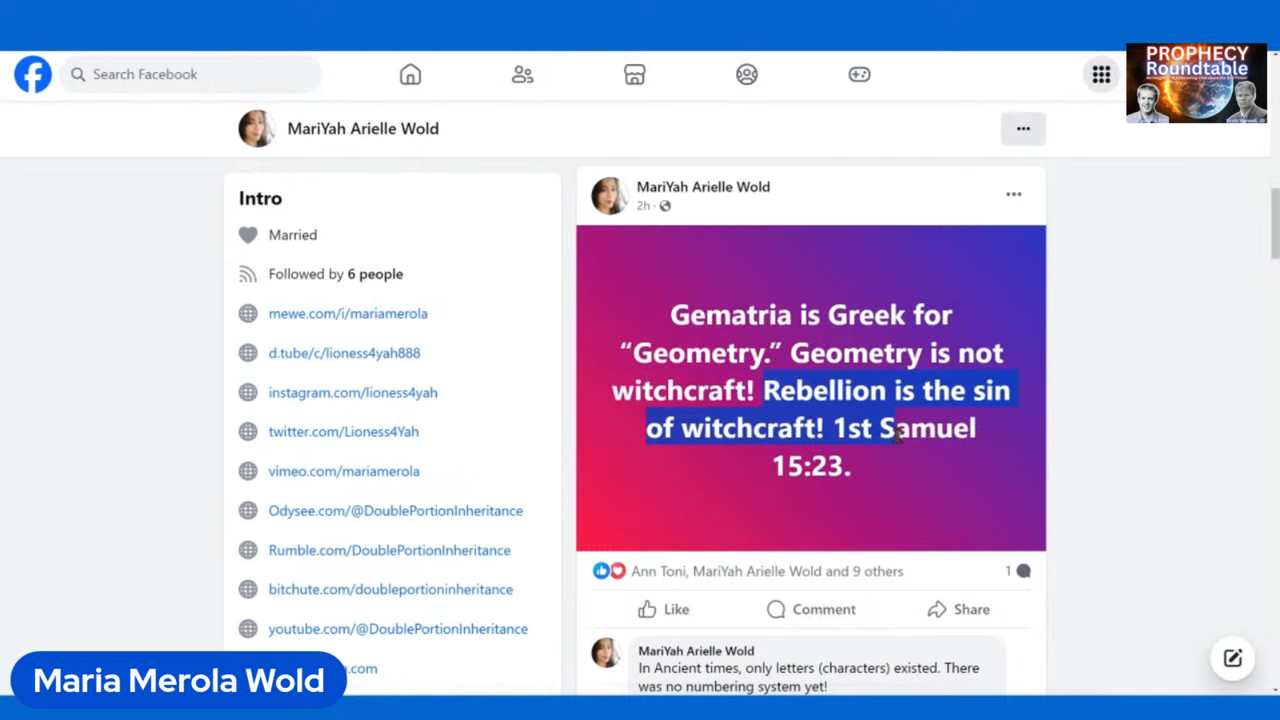 PROPHECY
Roundtable
Search Facebook
MariYah Arielle Wold
Intro
Married
Followed by 6 people
mewe.com/i/mariemerola
d.tube/c/lioness4yah888
instagram.com/lioness4yah
twitter.com/Lioness4Yah
vimeo.com/mariamerola
Odysee.com/@DoublePortionInheritance
Rumble.com/DoublePortionInheritance
bitchute.com/doubleportioninheritance
youtube.com/@DoublePortionInheritance
.com
MariYah Arielle Wold
2h ·
Gematria is Greek for
“Geometry.” Geometry is not
witchcraft! Rebellion is the sin
of witchcraft! 1st Samuel
15:23.
Ann Toni, MariYah Arielle Wold and 9 others
1
Like
Comment
Share
MariYah Arielle Wold
In Ancient times, only letters (characters) existed. There
was no numbering system yet!
Maria Merola Wold